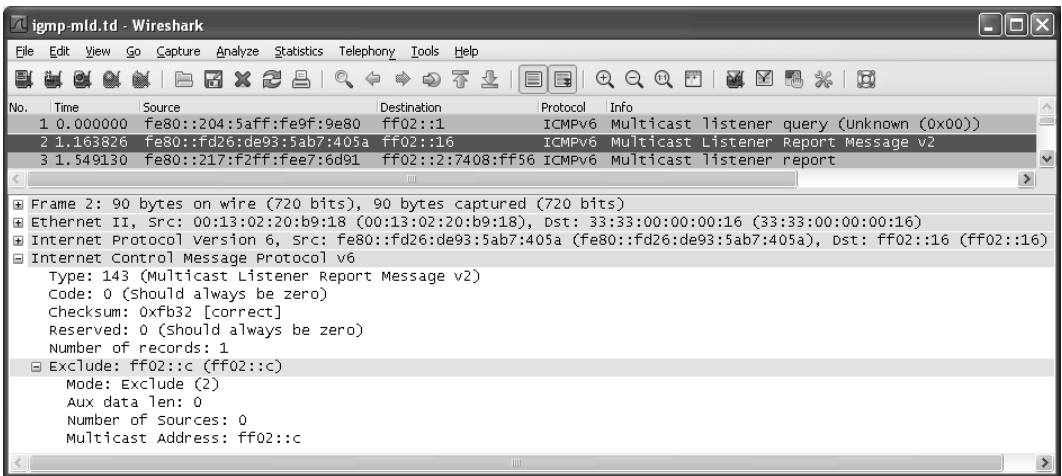 igmp-mld.td - Wireshark
File Edit View Go Capture Analyze Statistics Telephony Tools Help
No. Time Source Destination Protocol Info
1 0.000000 fe80::204:5aff:fe9f:9e80 ff02::1 ICMPv6 Multicast listener query (Unknown (0x00))
2 1.163826 fe80::fd26:de93:5ab7:405a ff02::16 ICMPv6 Multicast Listener Report Message v2
3 1.549130 fe80::217:f2ff:fee7:6d91 ff02::2:7408:ff56 ICMPv6 Multicast listener report
Frame 2: 90 bytes on wire (720 bits), 90 bytes captured (720 bits)
Ethernet II, Src: 00:13:02:20:b9:18 (00:13:02:20:b9:18), Dst: 33:33:00:00:00:16 (33:33:00:00:00:16)
Internet Protocol Version 6, Src: fe80::fd26:de93:5ab7:405a (fe80::fd26:de93:5ab7:405a), Dst: ff02::16 (ff02::16)
Internet Control Message Protocol v6
Type: 143 (Multicast Listener Report Message v2)
Code: 0 (Should always be zero)
Checksum: 0xfb32 [correct]
Reserved: 0 (Should always be zero)
Number of records: 1
Exclude: ff02::c (ff02::c)
Mode: Exclude (2)
Aux data len: 0
Number of Sources: 0
Multicast Address: ff02::c